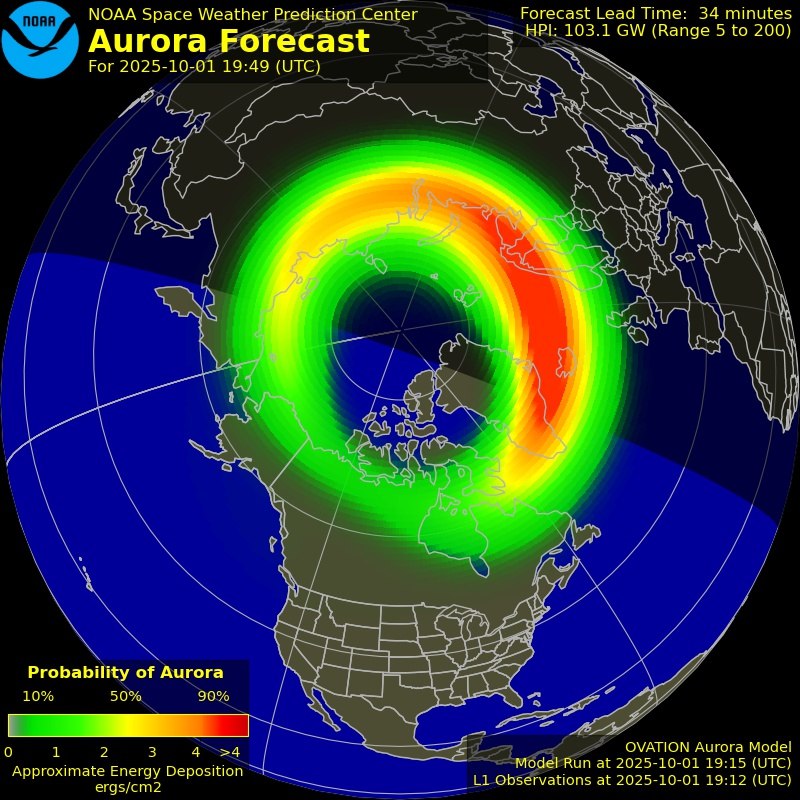 NOAA
NOAA Space Weather Prediction Center
Aurora Forecast
For 2025-10-01 19:49 (UTC)
Forecast Lead Time: 34 minutes
HPI: 103.1 GW (Range 5 to 200)
Probability of Aurora
10% 50% 90%
0 1 2 3 4 >4
Approximate Energy Deposition
ergs/cm2
OVATION Aurora Model
Model Run at 2025-10-01 19:15 (UTC)
L1 Observations at 2025-10-01 19:12 (UTC)